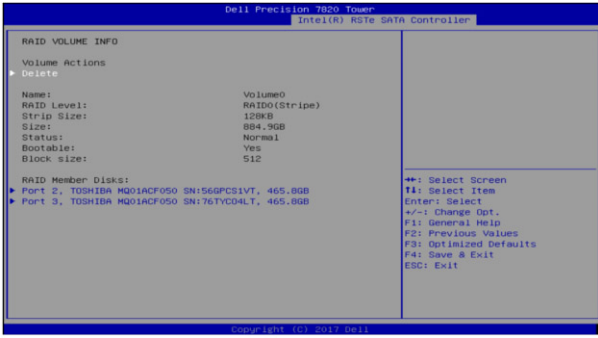 Dell Precision 7820 Tower
Intel(R) RSTe SATA Controller
RAID VOLUME INFO
Volume Actions
Delete
Name: Volume0
RAID Level: RAID0(Stripe)
Strip Size: 128KB
Size: 884.9GB
Status: Normal
Bootable: Yes
Block size: 512
RAID Member Disks:
Port 2, TOSHIBA MQ01ACF050 SN:56GPCS1VT, 465.8GB
Port 3, TOSHIBA MQ01ACF050 SN:76TYC04LT, 465.8GB
↔: Select Screen
↑↓: Select Item
Enter: Select
+/-: Change Opt.
F1: General Help
F2: Previous Values
F3: Optimized Defaults
F4: Save & Exit
ESC: Exit
Copyright (C) 2017 Dell